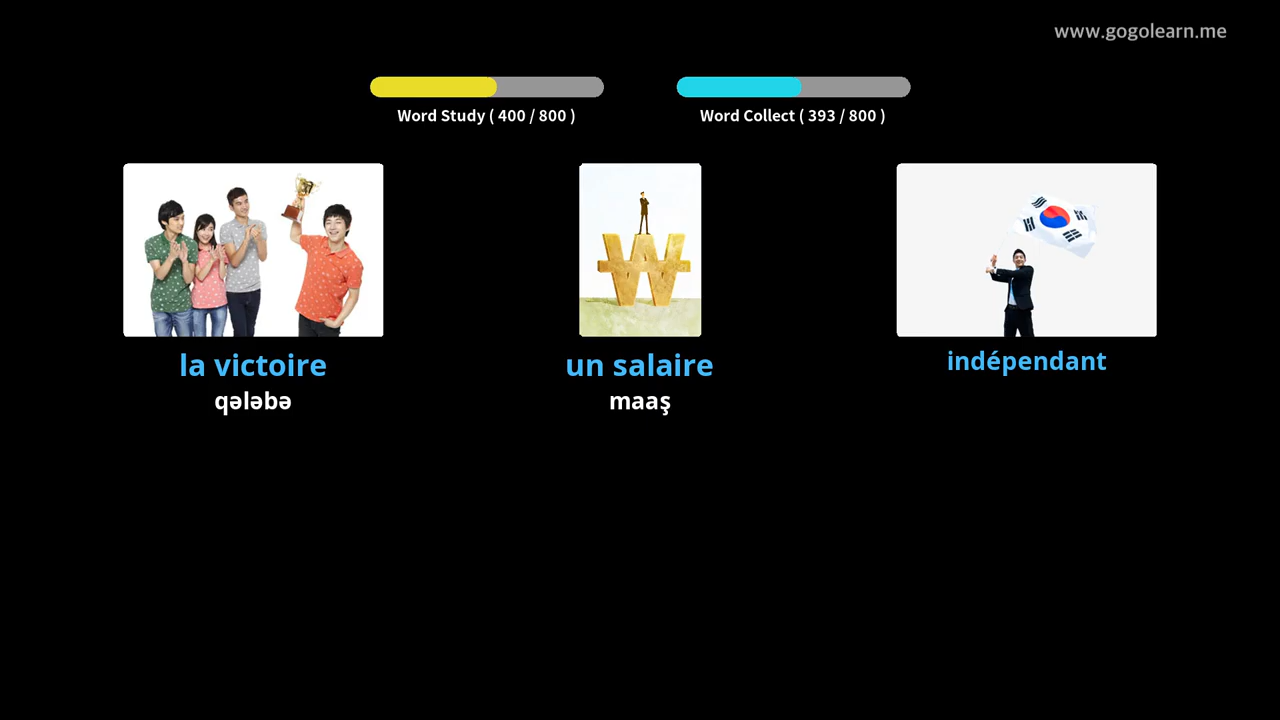 www.gogolearn.me
Word Study ( 400 / 800 )
Word Collect ( 393 / 800 )
la victoire
qələbə
un salaire
maaş
indépendant